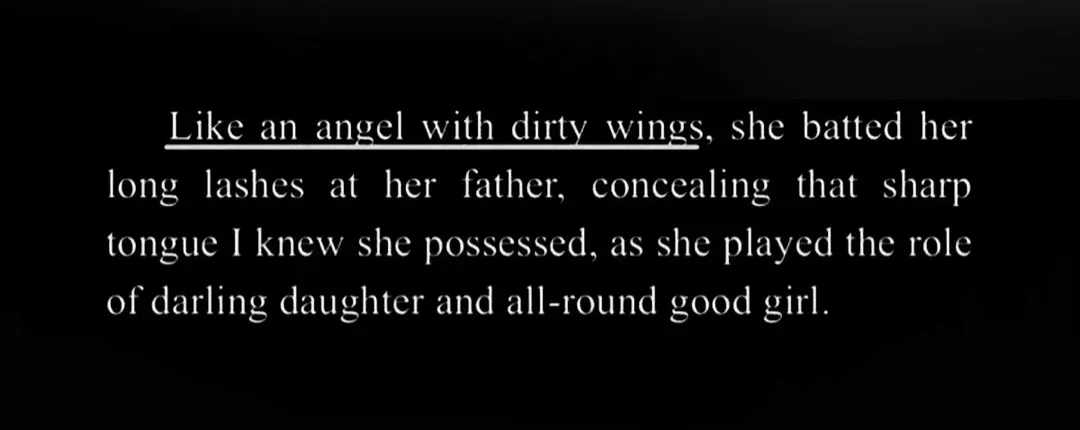 Like an angel with dirty wings, she batted her
long lashes at her father, concealing that sharp
tongue I knew she possessed, as she played the role
of darling daughter and all-round good girl.